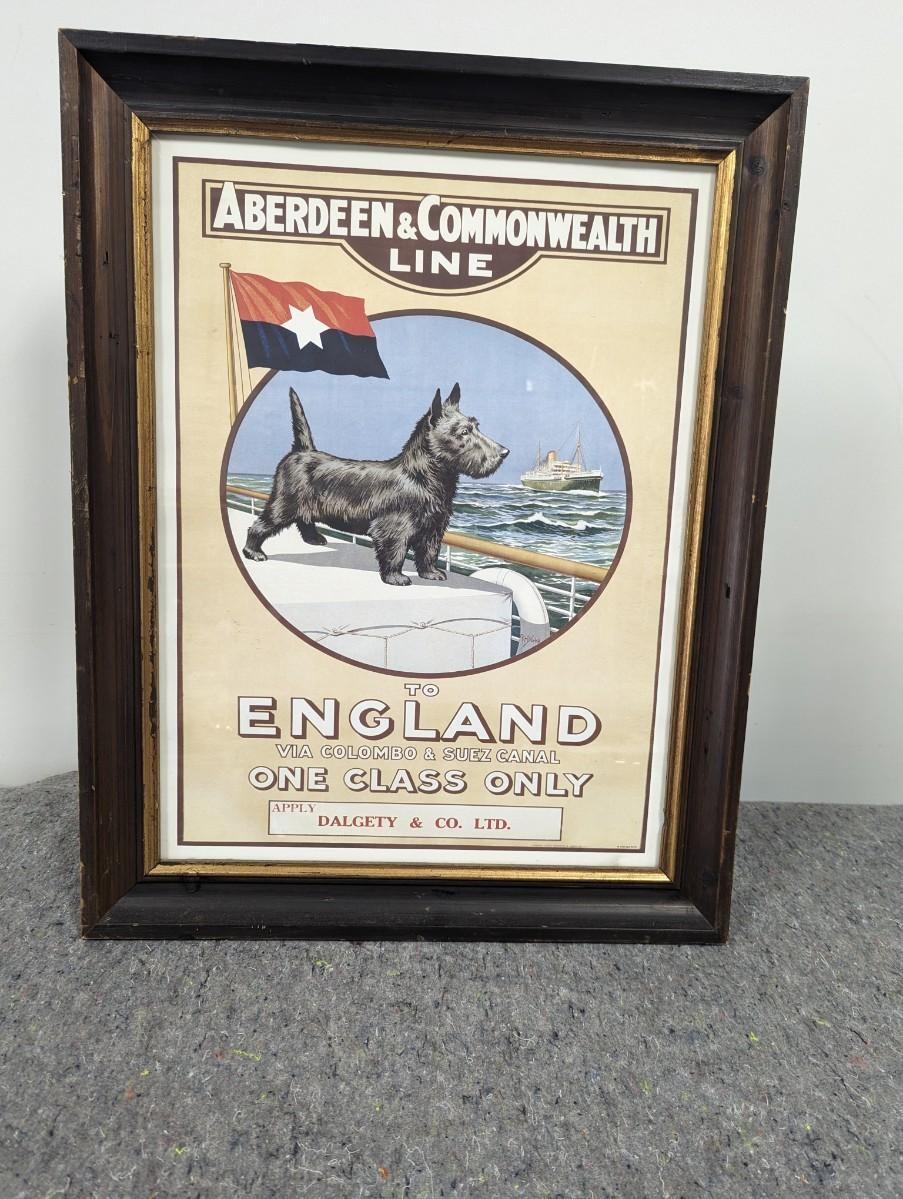 ABERDEEN & COMMONWEALTH
LINE
TO
ENGLAND
VIA COLOMBO & SUEZ CANAL
ONE CLASS ONLY
APPLY
DALGETY & CO. LTD.